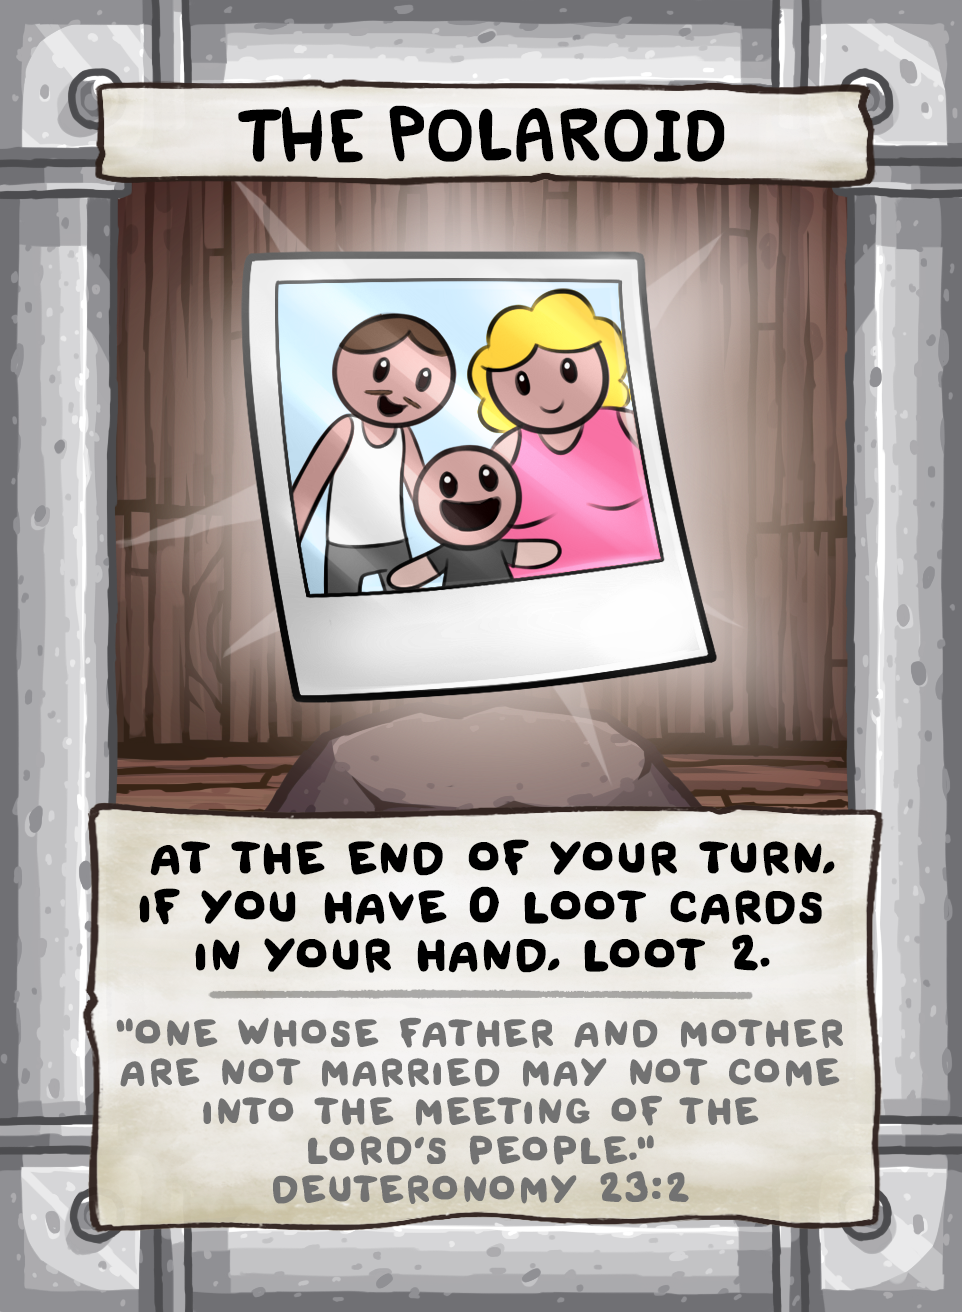 THE POLAROID
AT THE END OF YOUR TURN,
IF YOU HAVE 0 LOOT CARDS
IN YOUR HAND, LOOT 2.
"ONE WHOSE FATHER AND MOTHER
ARE NOT MARRIED MAY NOT COME
INTO THE MEETING OF THE
LORD'S PEOPLE."
DEUTERONOMY 23:2